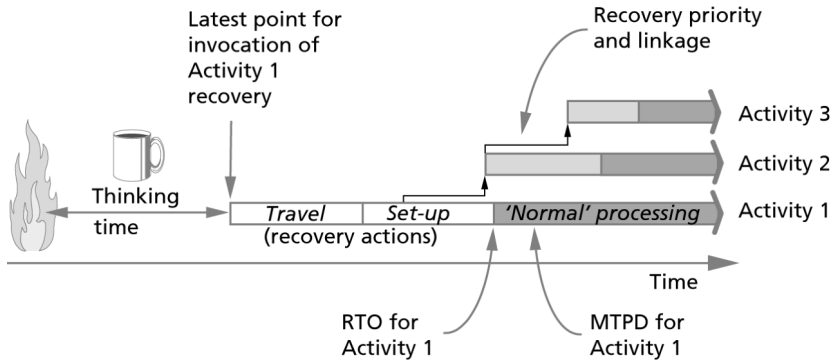 Latest point for
invocation of
Activity 1
recovery
Recovery priority
and linkage
Activity 3
Activity 2
Thinking
time
Travel
Set-up
‘Normal’ processing
Activity 1
(recovery actions)
Time
RTO for
Activity 1
MTPD for
Activity 1